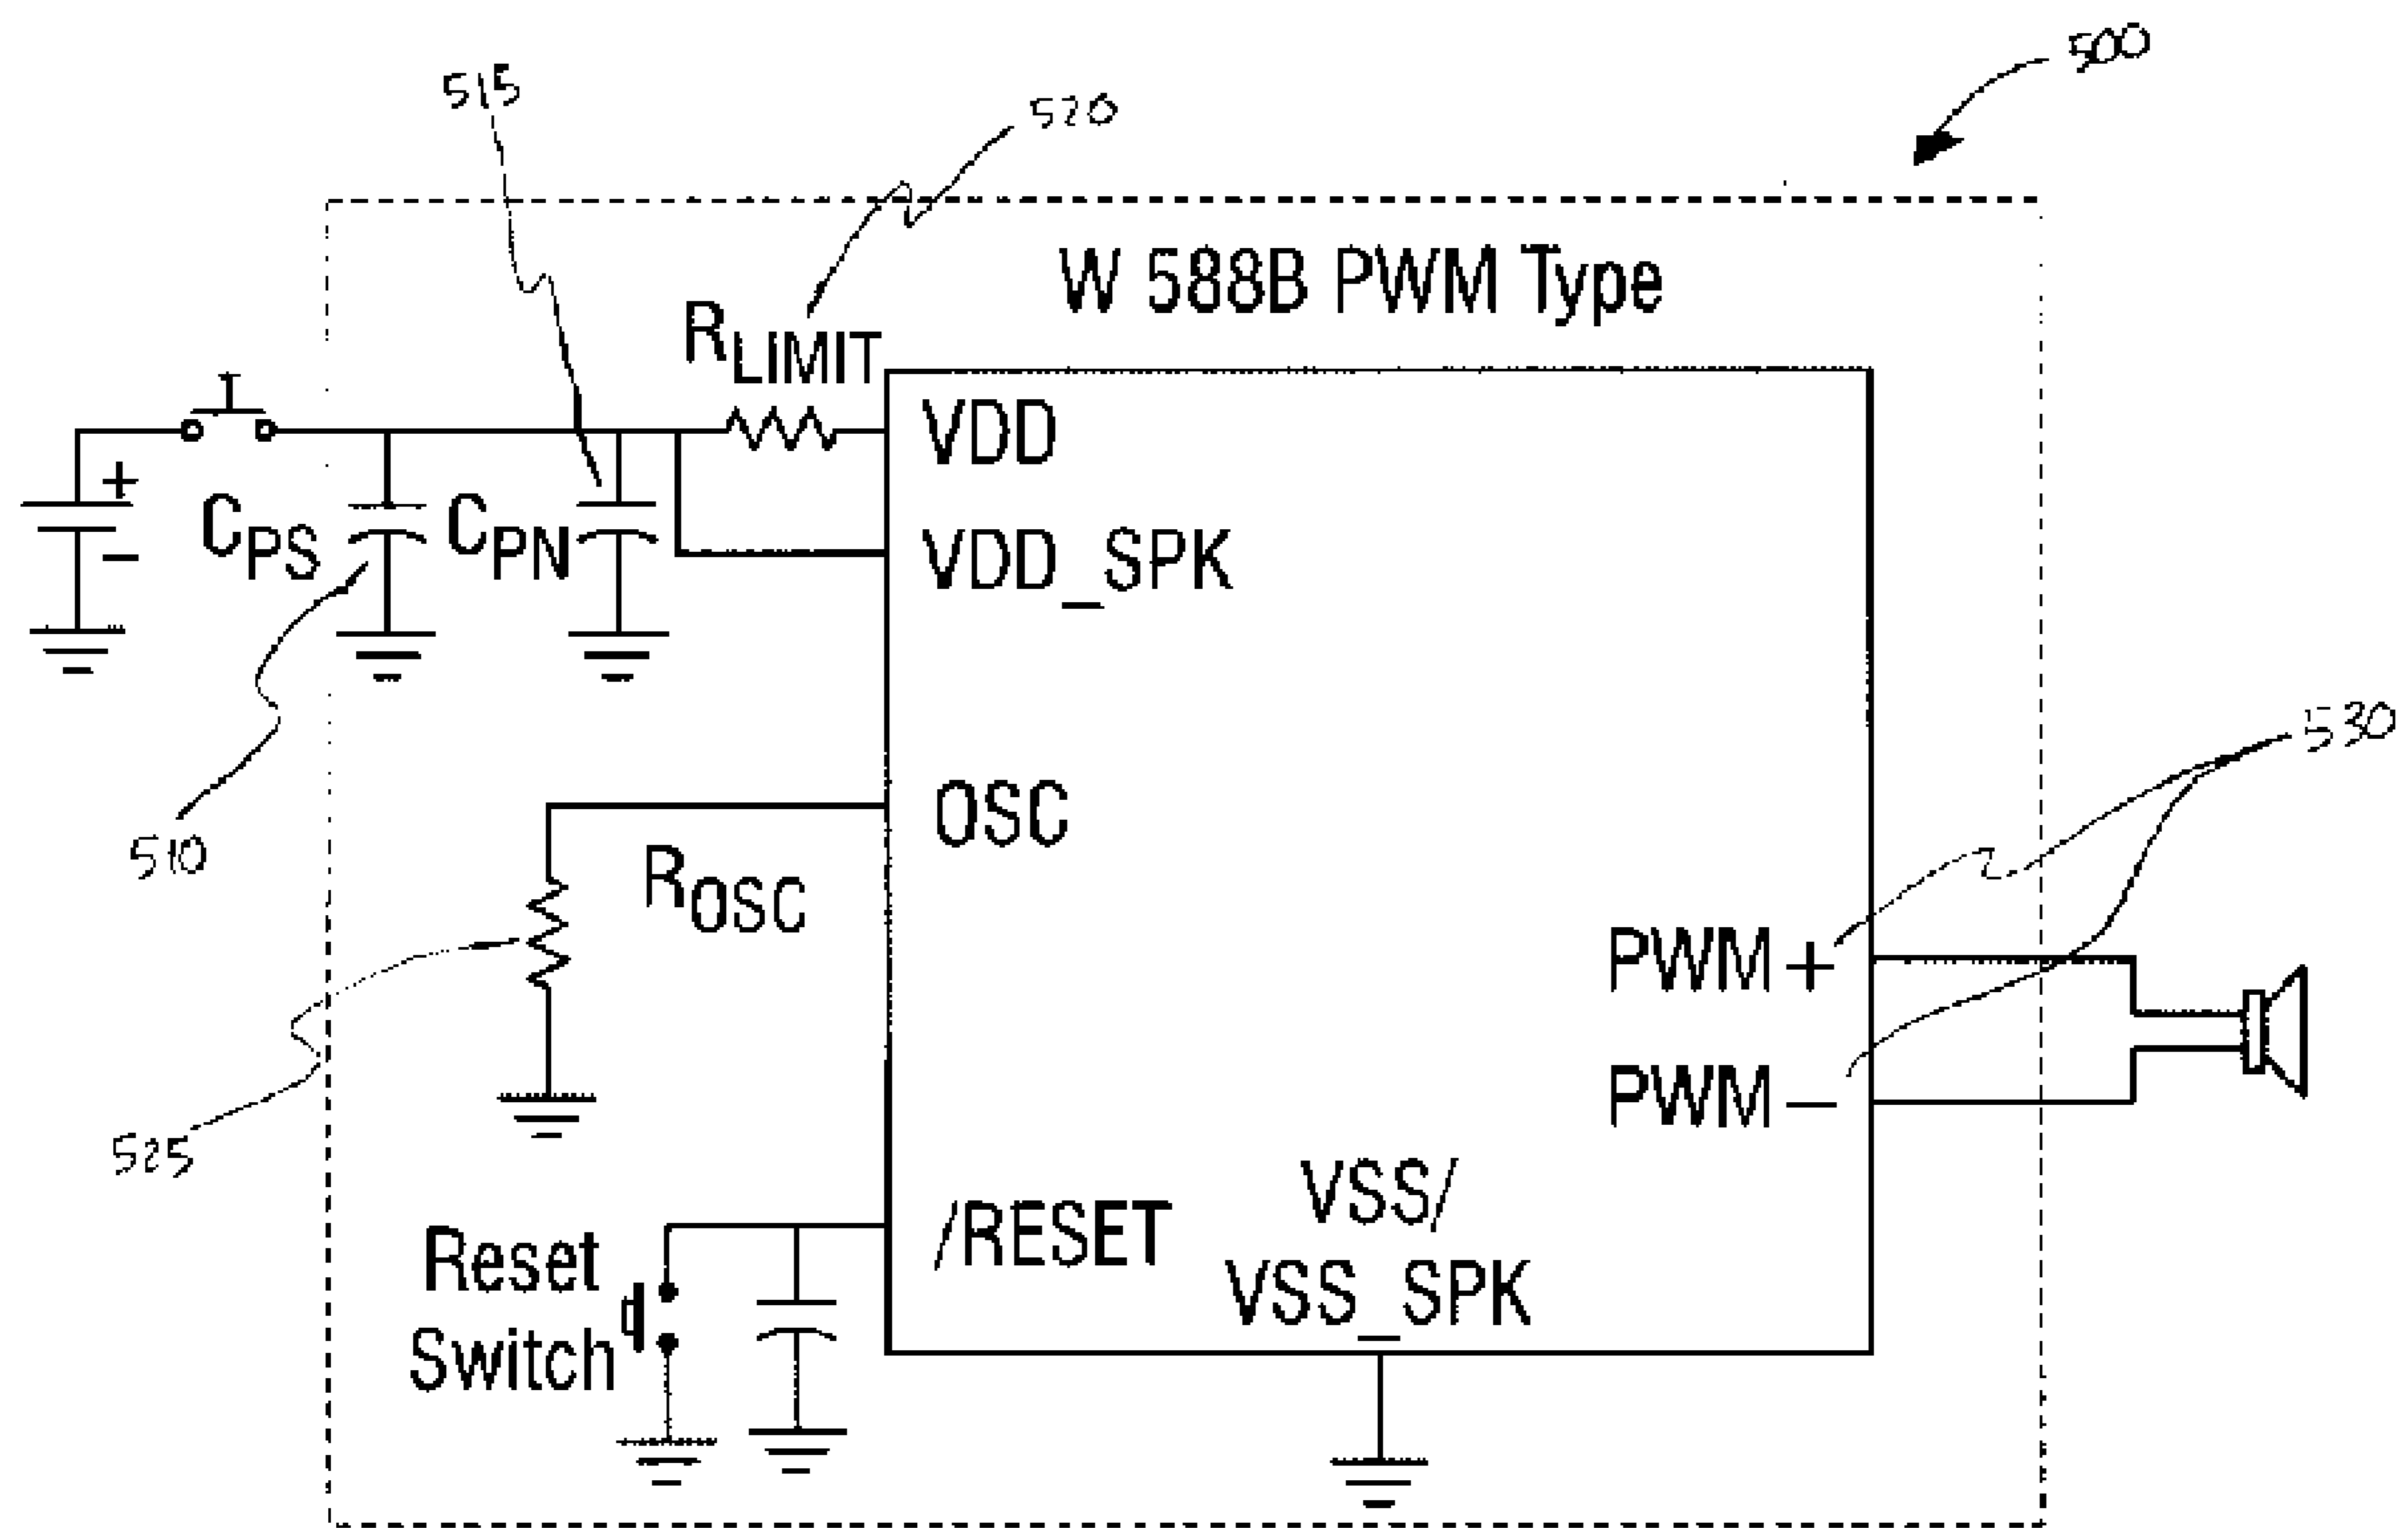 500
515
520
W 588B PWM Type
RLIMIT
VDD
+
CPS
CPN
−
VDD_SPK
530
OSC
510
ROSC
PWM +
525
PWM −
VSS/
/RESET
Reset
Switch
VSS_SPK